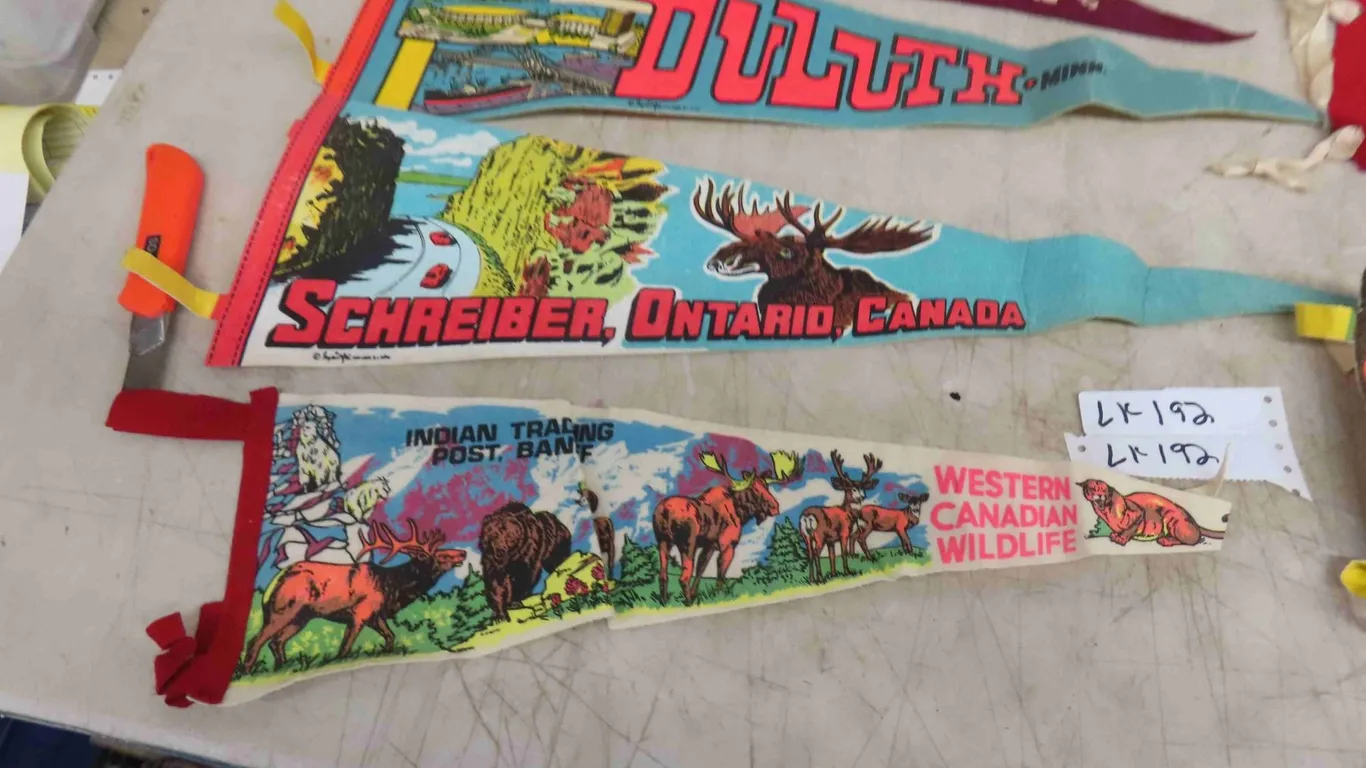 DULUTH • MINN.
SCHREIBER, ONTARIO, CANADA
INDIAN TRADING
POST, BANFF
WESTERN
CANADIAN
WILDLIFE
LK192
LK192